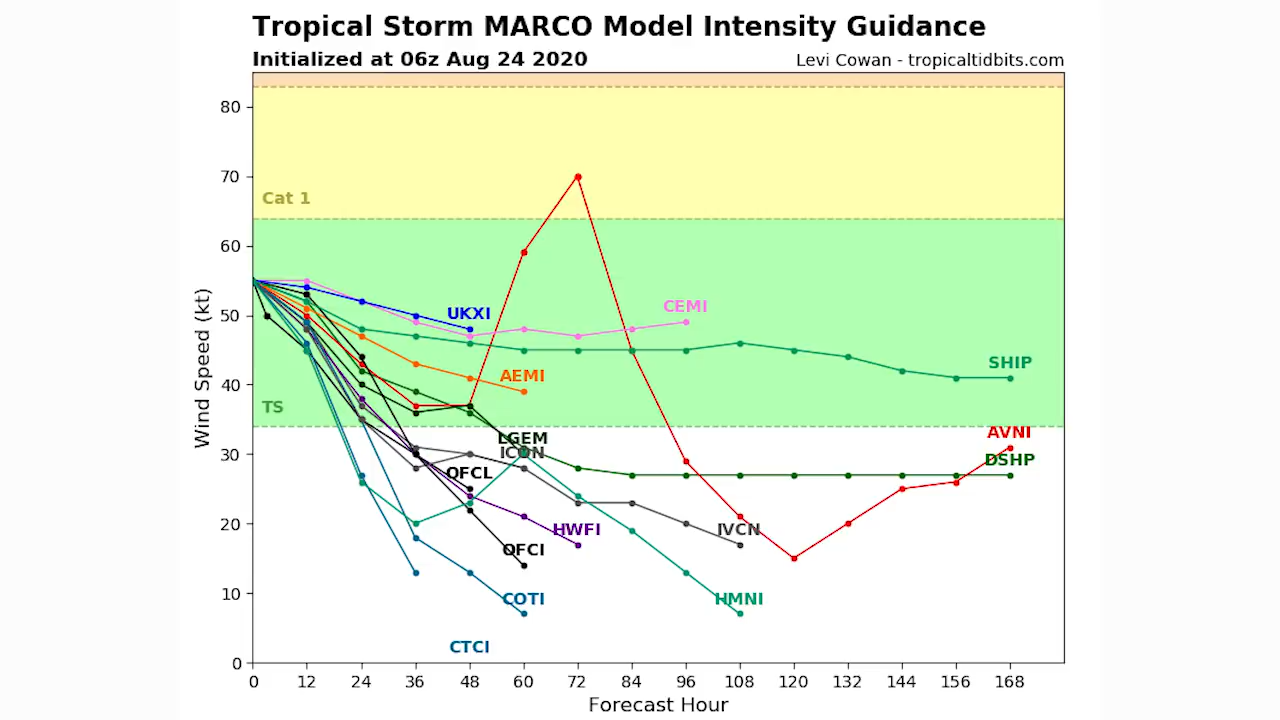 Tropical Storm MARCO Model Intensity Guidance
Initialized at 06z Aug 24 2020
Levi Cowan - tropicaltidbits.com
80
70
Cat 1
60
50
UKXI
CEMI
SHIP
40
AEMI
TS
AVNI
30
LGEM
ICON
DSHP
OFCL
20
HWFI
IVCN
OFCI
10
COTI
HMNI
CTCI
0
Wind Speed (kt)
0 12 24 36 48 60 72 84 96 108 120 132 144 156 168
Forecast Hour